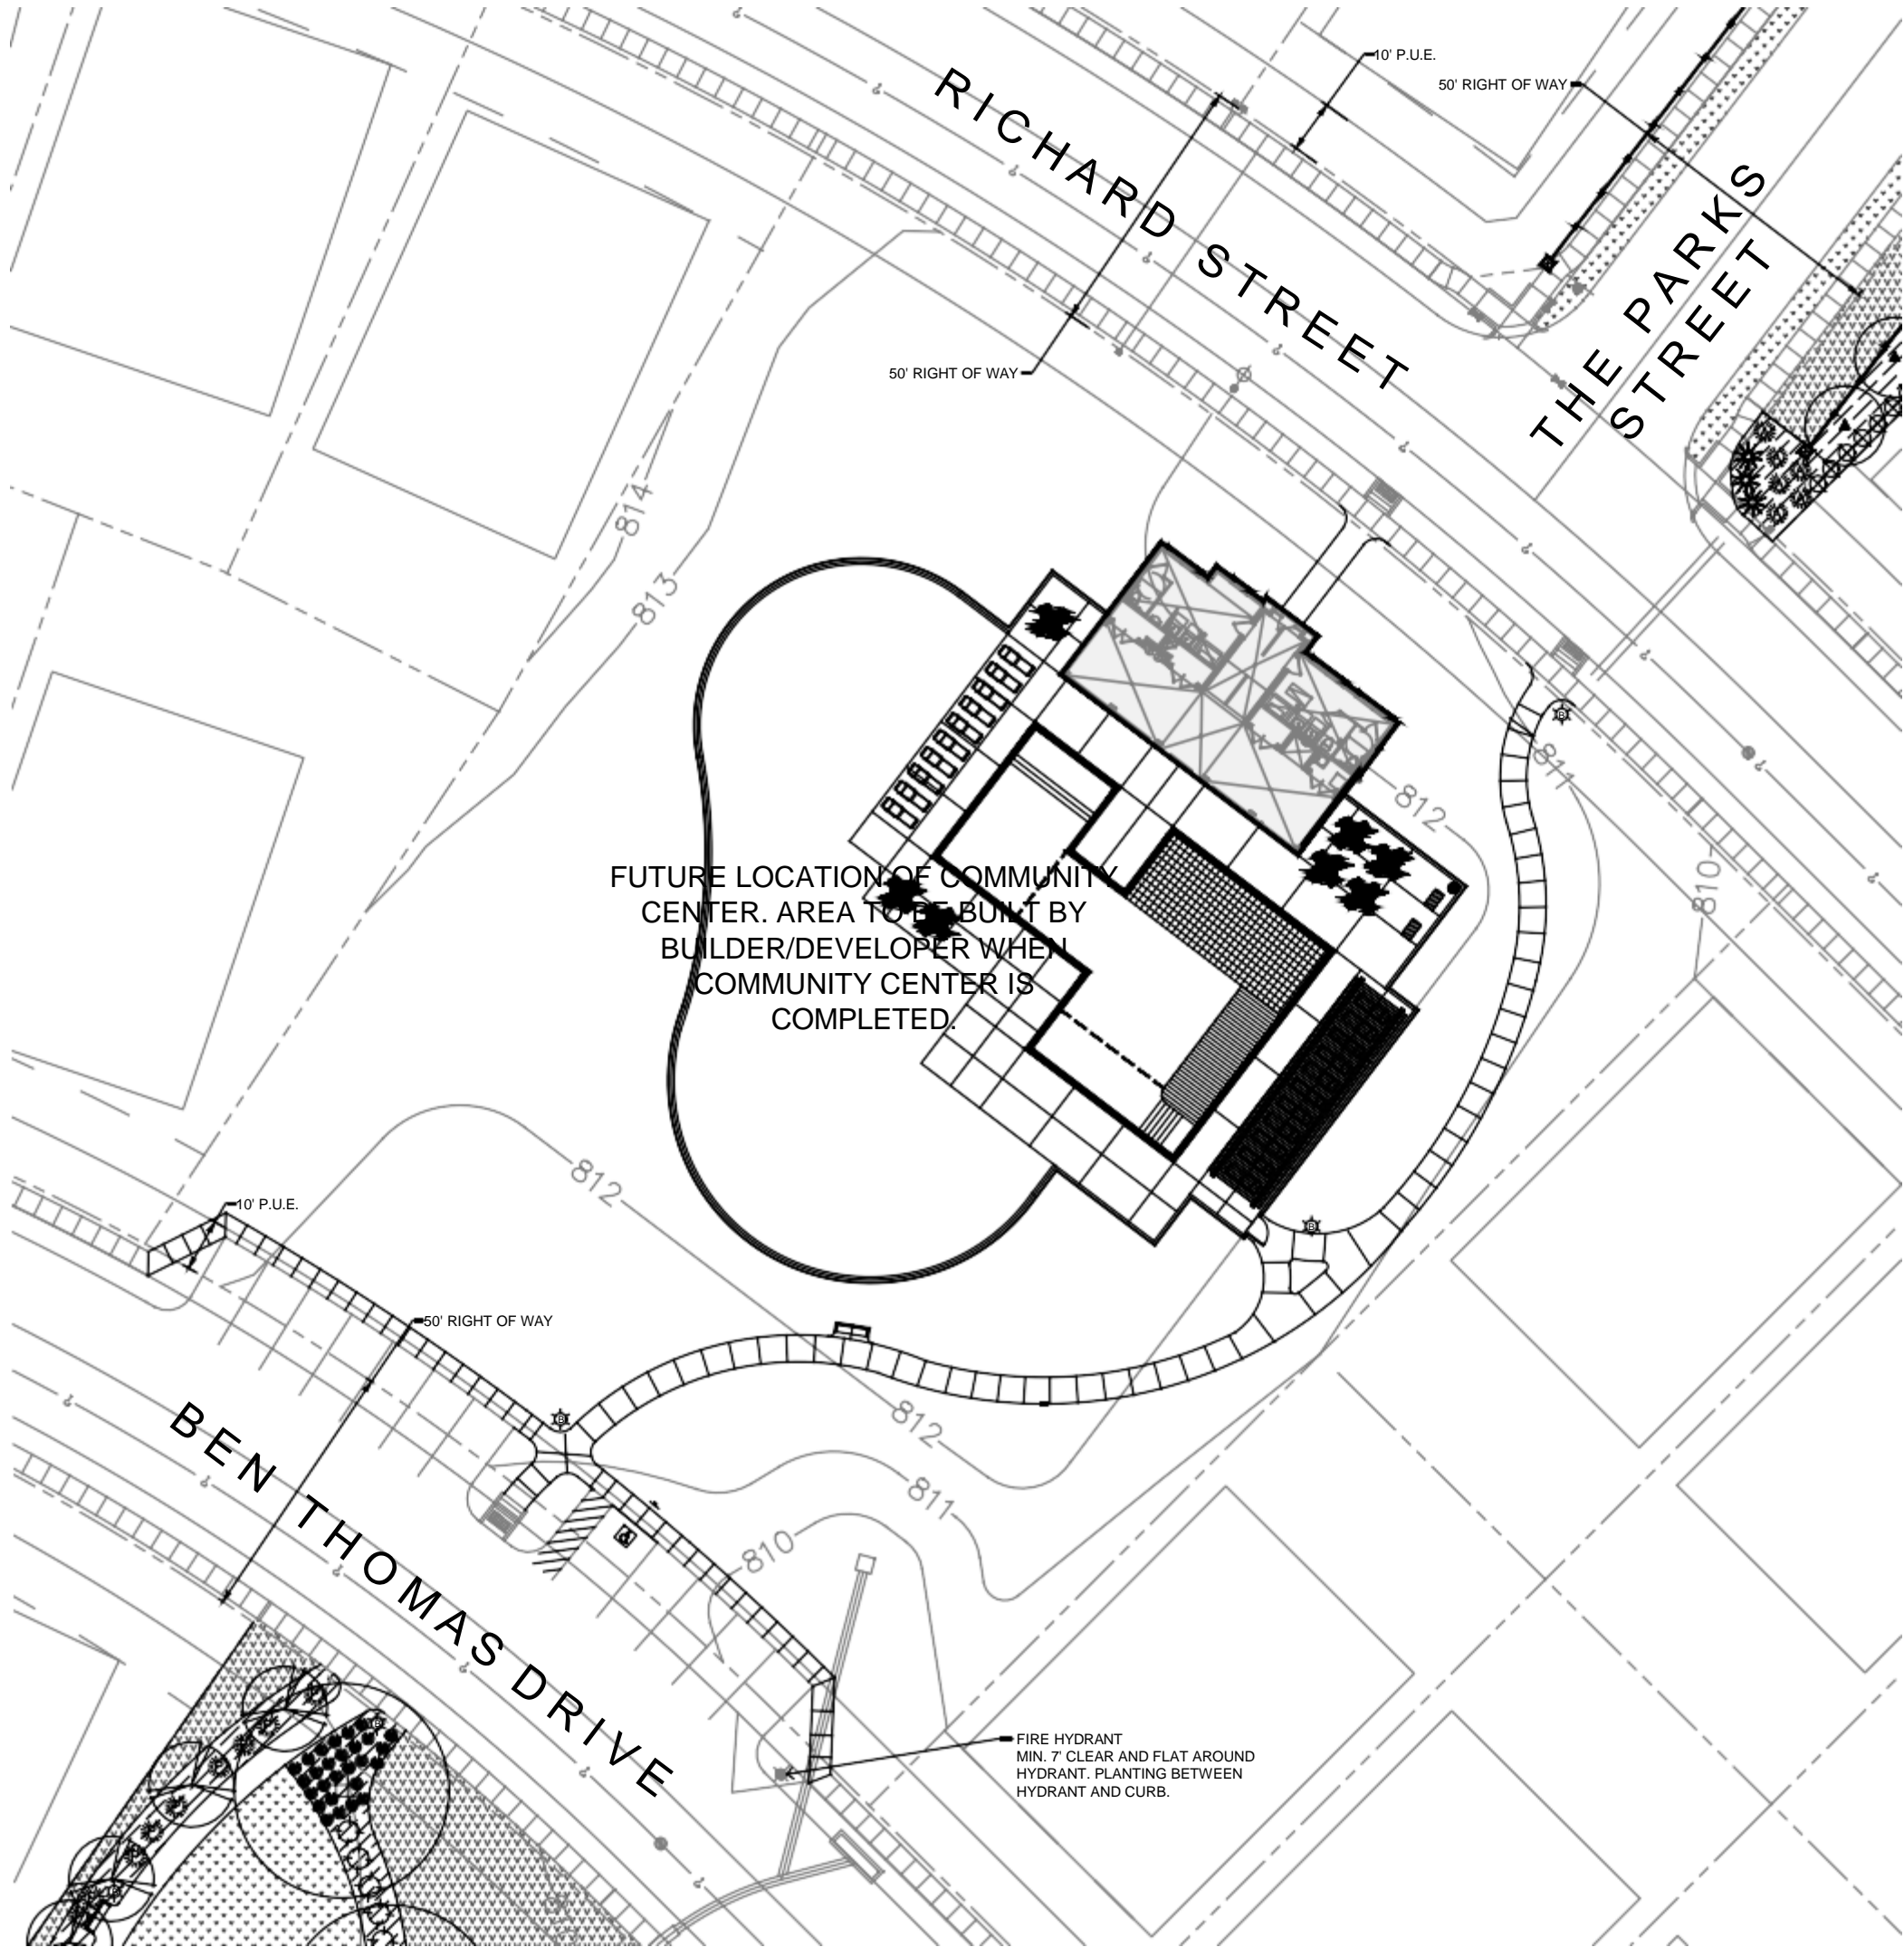 10' P.U.E.
50' RIGHT OF WAY
RICHARD STREET
THE PARKS
STREET
50' RIGHT OF WAY
814
813
811
812
810
FUTURE LOCATION OF COMMUNITY
CENTER. AREA TO BE BUILT BY
BUILDER/DEVELOPER WHEN
COMMUNITY CENTER IS
COMPLETED.
812
10' P.U.E.
50' RIGHT OF WAY
812
811
810
BEN THOMAS DRIVE
FIRE HYDRANT
MIN. 7' CLEAR AND FLAT AROUND
HYDRANT. PLANTING BETWEEN
HYDRANT AND CURB.
B
B
B